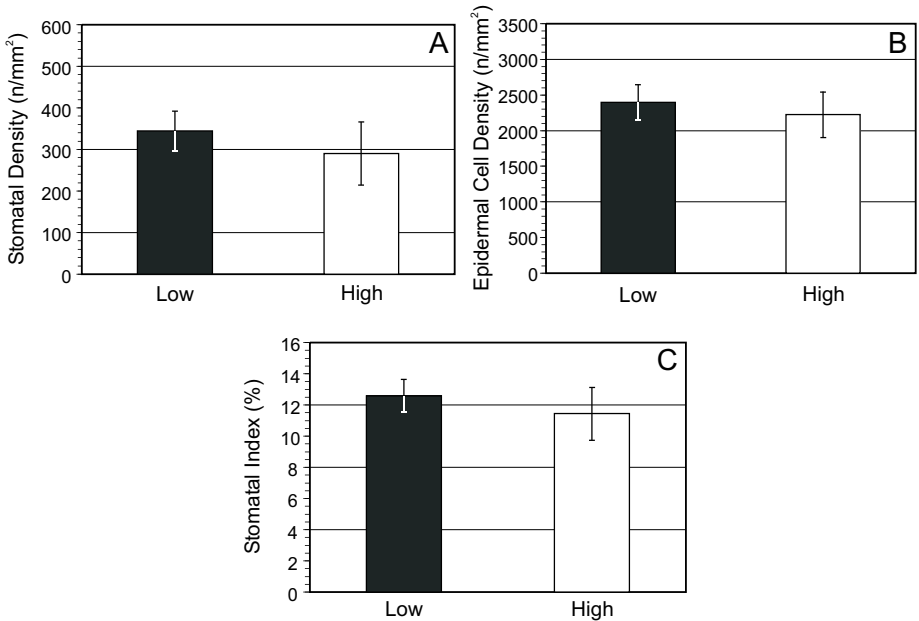 Stomatal Density (n/mm²)
600
500
400
300
200
100
0
A
Low High
Epidermal Cell Density (n/mm²)
3500
3000
2500
2000
1500
1000
500
0
B
Low High
Stomatal Index (%)
16
14
12
10
8
6
4
2
0
C
Low High